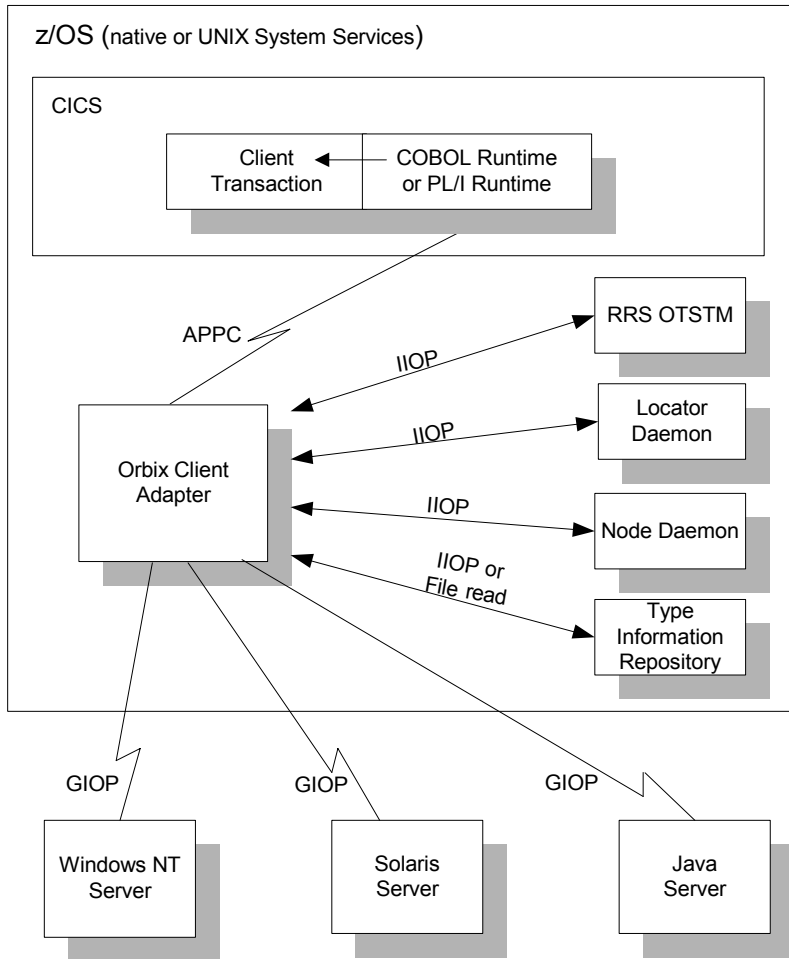 z/OS (native or UNIX System Services)
CICS
Client
Transaction
COBOL Runtime
or PL/I Runtime
APPC
RRS OTSTM
IIOP
Locator
Daemon
IIOP
Orbix Client
Adapter
IIOP
Node Daemon
IIOP or
File read
Type
Information
Repository
GIOP
GIOP
GIOP
Windows NT
Server
Solaris
Server
Java
Server